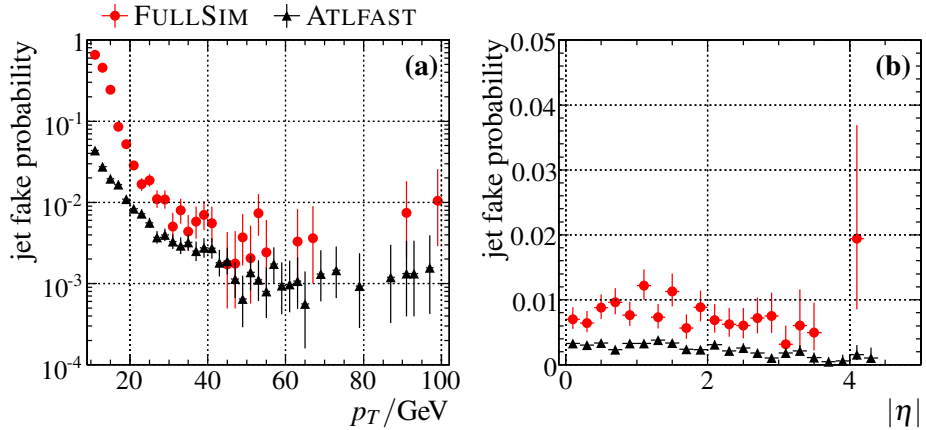 FULLSIM ATLFAST
jet fake probability
(a)
1
10⁻¹
10⁻²
10⁻³
10⁻⁴
20 40 60 80 100
p_T/GeV
jet fake probability
(b)
0.05
0.04
0.03
0.02
0.01
0
0 2 4
|η|